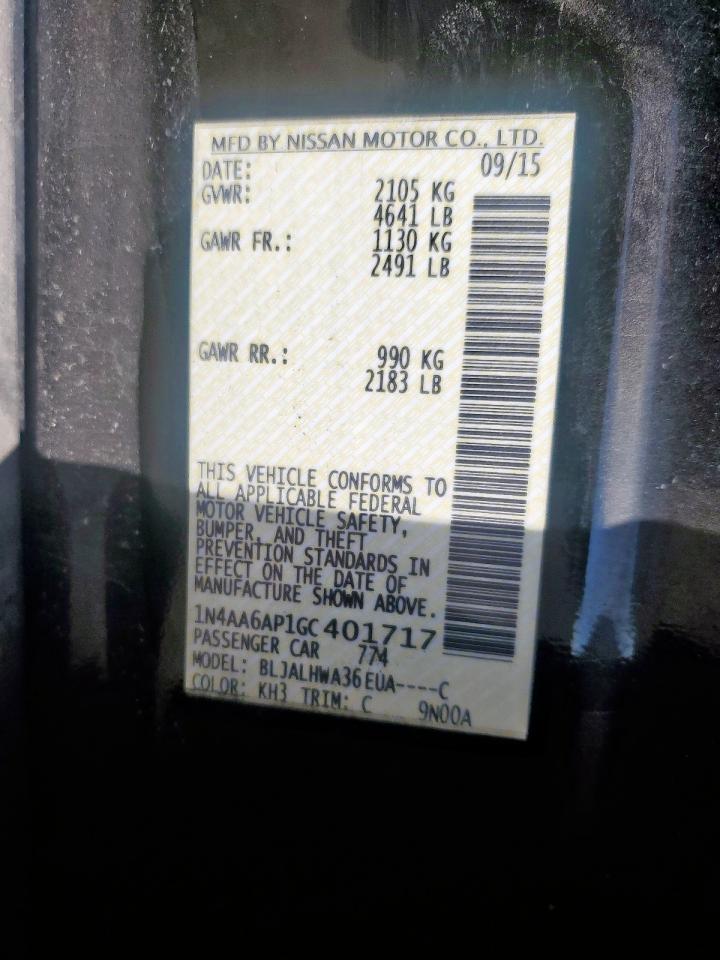 MFD BY NISSAN MOTOR CO., LTD.
DATE: 09/15
GVWR: 2105 KG
4641 LB
GAWR FR.: 1130 KG
2491 LB
GAWR RR.: 990 KG
2183 LB
THIS VEHICLE CONFORMS TO
ALL APPLICABLE FEDERAL
MOTOR VEHICLE SAFETY,
BUMPER, AND THEFT
PREVENTION STANDARDS IN
EFFECT ON THE DATE OF
MANUFACTURE SHOWN ABOVE.
1N4AA6AP1GC401717
PASSENGER CAR 774
MODEL: BLJALHWA36EUA----C
COLOR: KH3 TRIM: C 9N00A